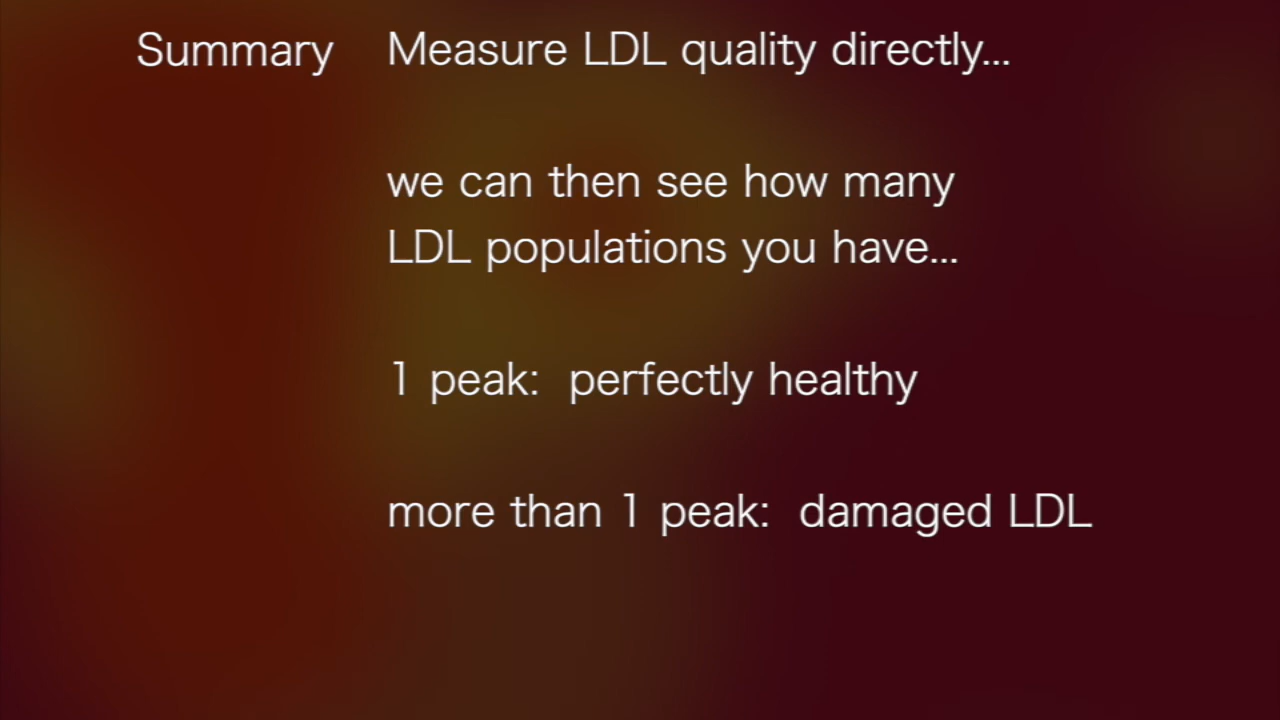 Summary Measure LDL quality directly...
we can then see how many
LDL populations you have...
1 peak: perfectly healthy
more than 1 peak: damaged LDL